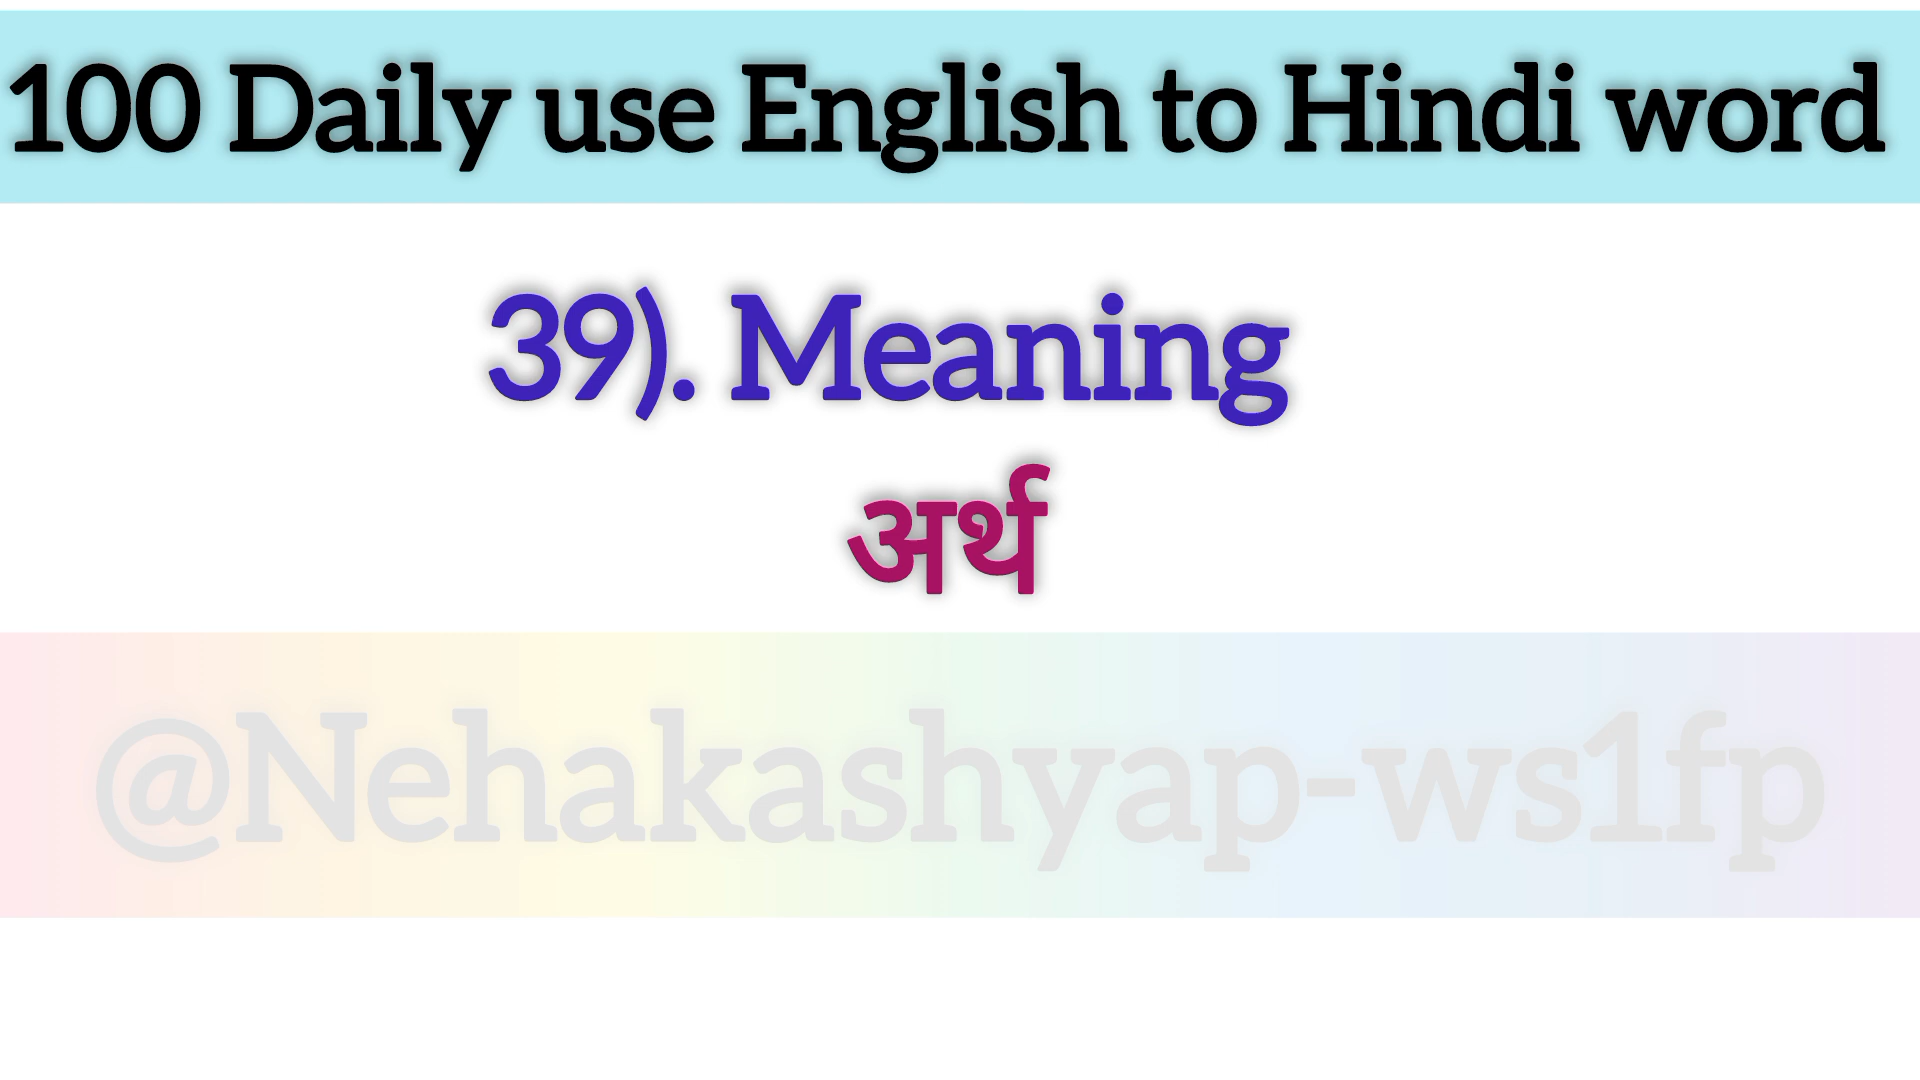 100 Daily use English to Hindi word
39). Meaning
अर्थ
@Nehakashyap-ws1fp